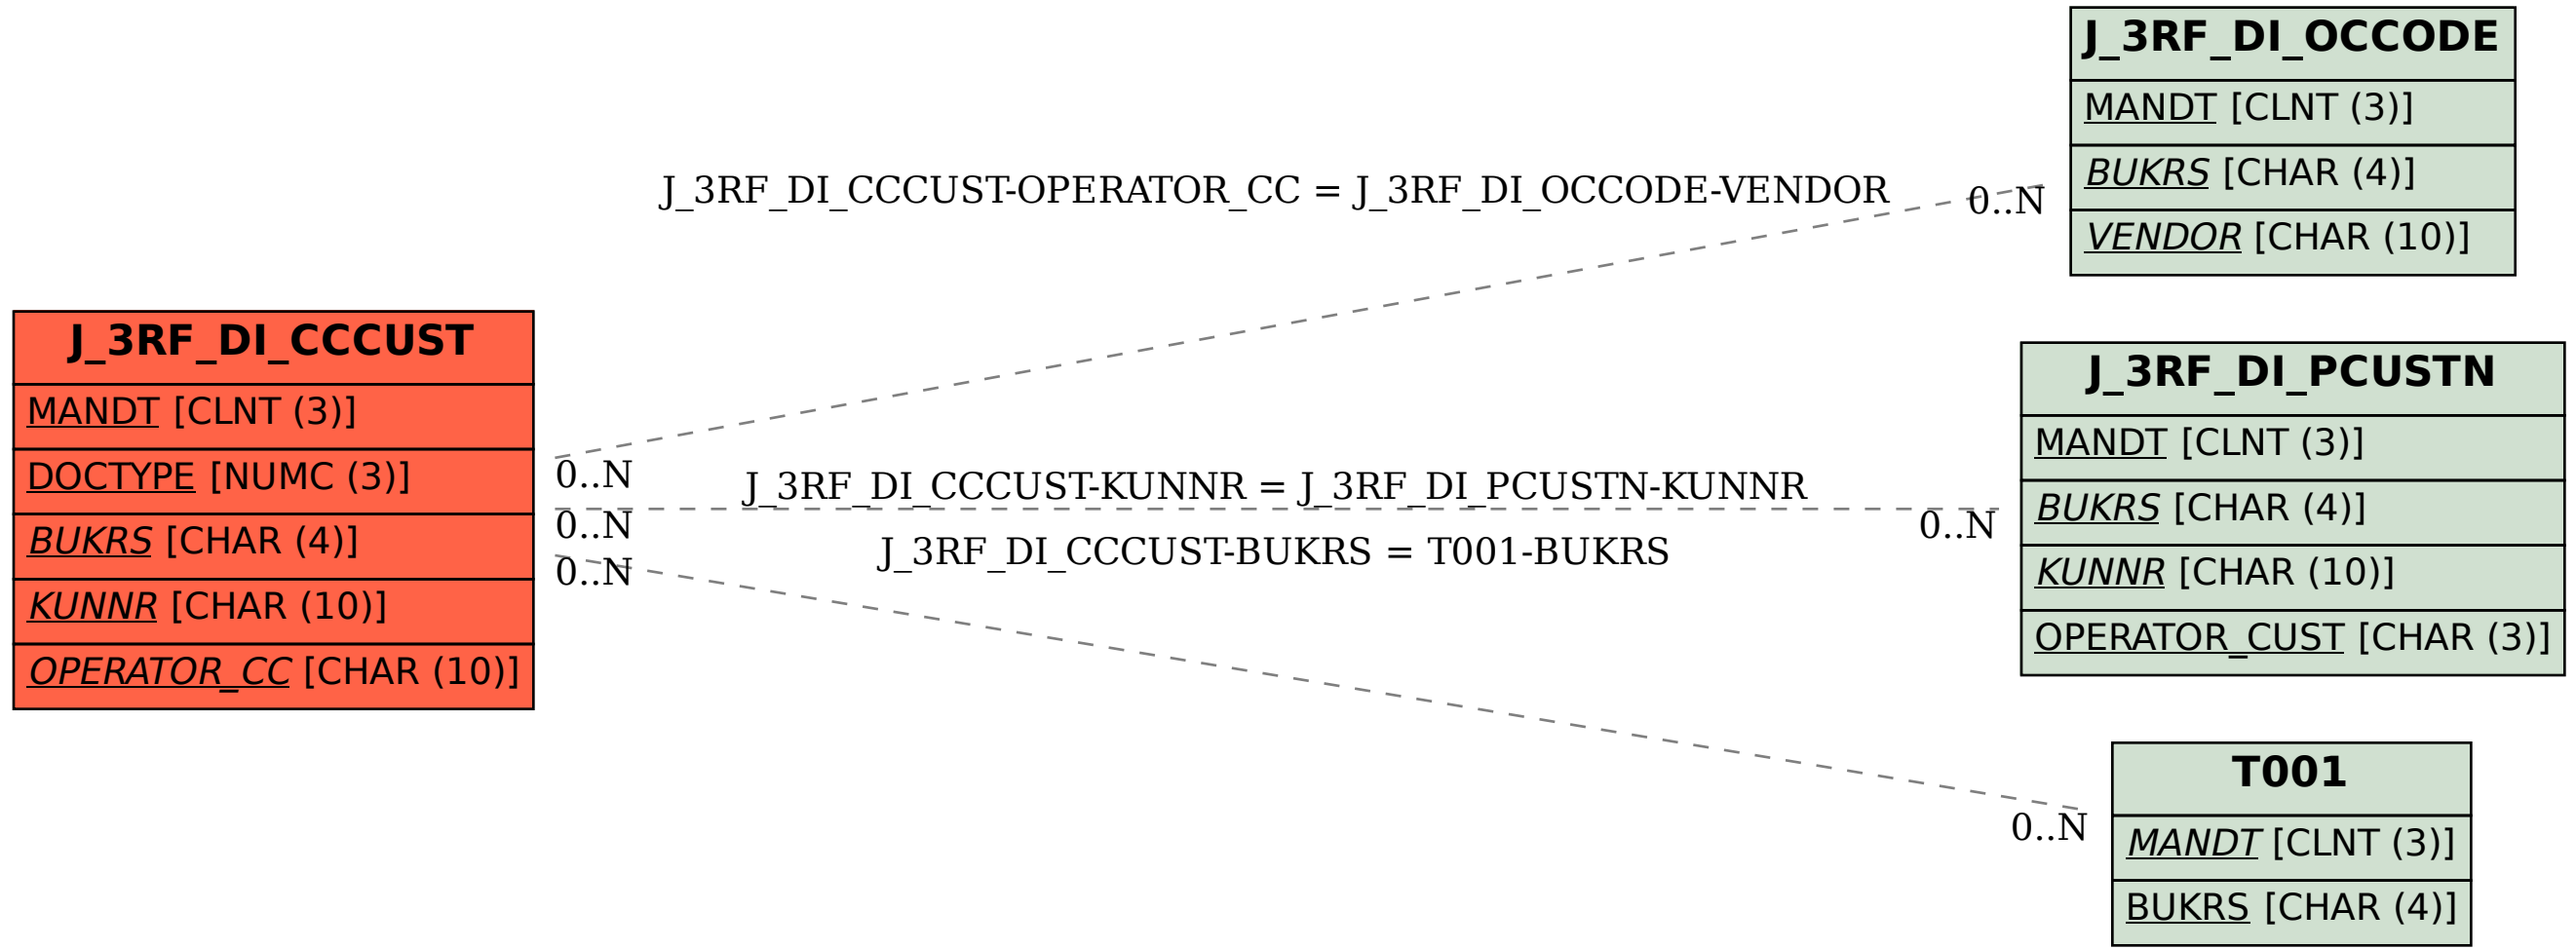 J_3RF_DI_CCCUST
MANDT [CLNT (3)]
DOCTYPE [NUMC (3)]
BUKRS [CHAR (4)]
KUNNR [CHAR (10)]
OPERATOR_CC [CHAR (10)]
J_3RF_DI_CCCUST-OPERATOR_CC = J_3RF_DI_OCCODE-VENDOR
0..N
0..N
J_3RF_DI_CCCUST-KUNNR = J_3RF_DI_PCUSTN-KUNNR
0..N
0..N
J_3RF_DI_CCCUST-BUKRS = T001-BUKRS
0..N
0..N
J_3RF_DI_OCCODE
MANDT [CLNT (3)]
BUKRS [CHAR (4)]
VENDOR [CHAR (10)]
J_3RF_DI_PCUSTN
MANDT [CLNT (3)]
BUKRS [CHAR (4)]
KUNNR [CHAR (10)]
OPERATOR_CUST [CHAR (3)]
T001
MANDT [CLNT (3)]
BUKRS [CHAR (4)]